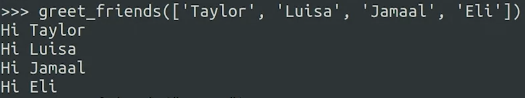 >>> greet_friends(['Taylor', 'Luisa', 'Jamaal', 'Eli'])
Hi Taylor
Hi Luisa
Hi Jamaal
Hi Eli